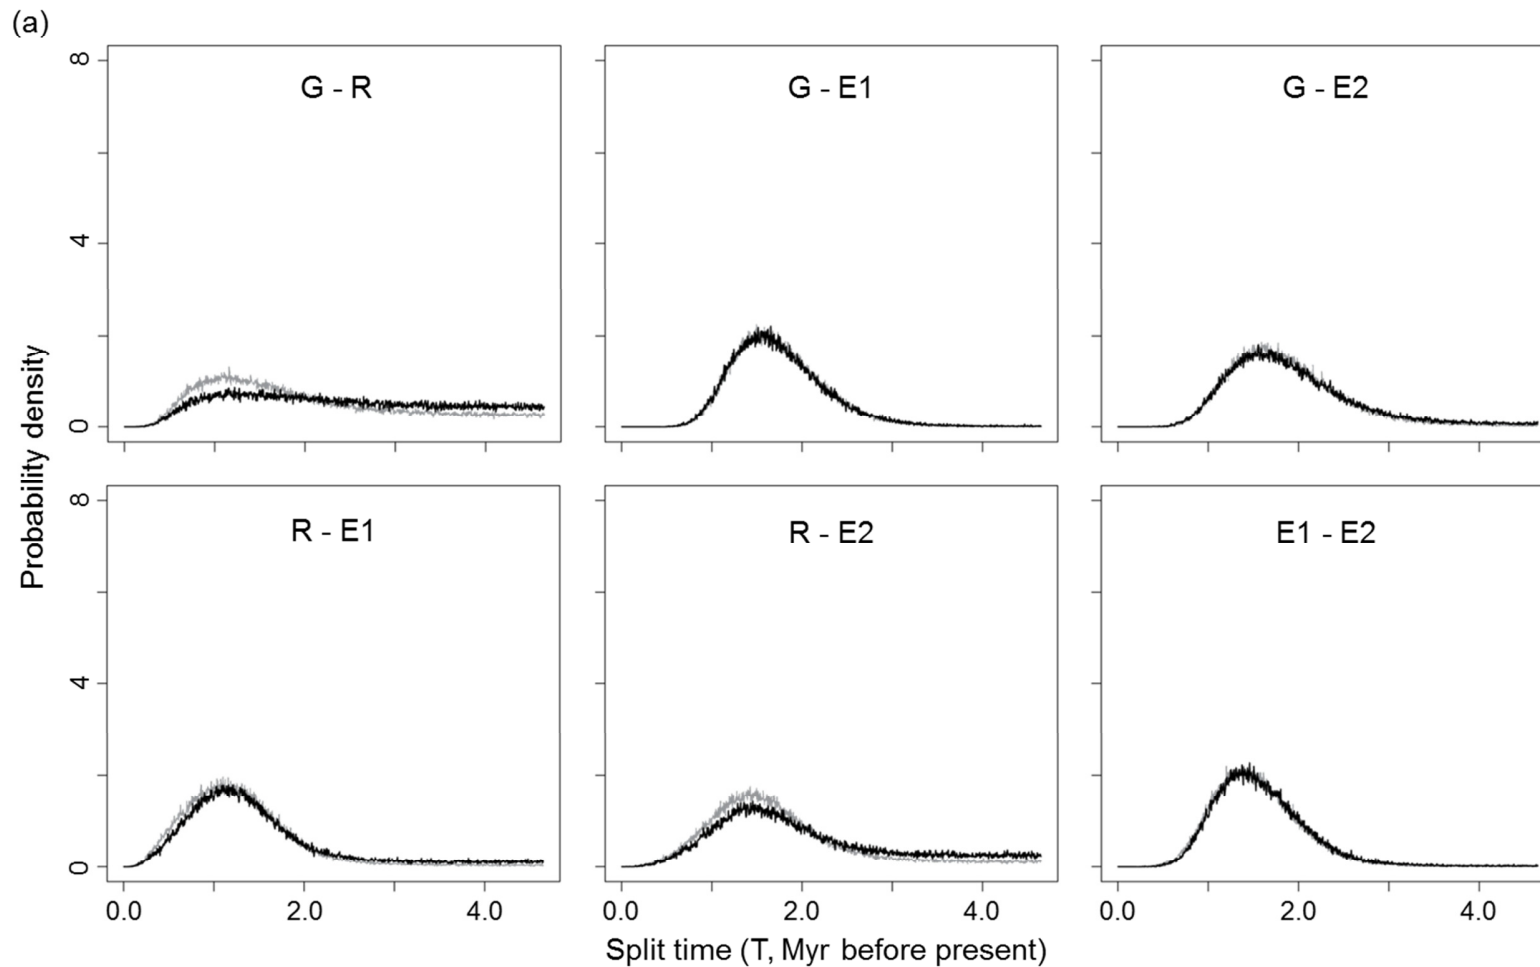 (a)
G - R
G - E1
G - E2
8
4
0
R - E1
R - E2
E1 - E2
8
4
0
0.0 2.0 4.0
0.0 2.0 4.0
0.0 2.0 4.0
Probability density
Split time (T, Myr before present)